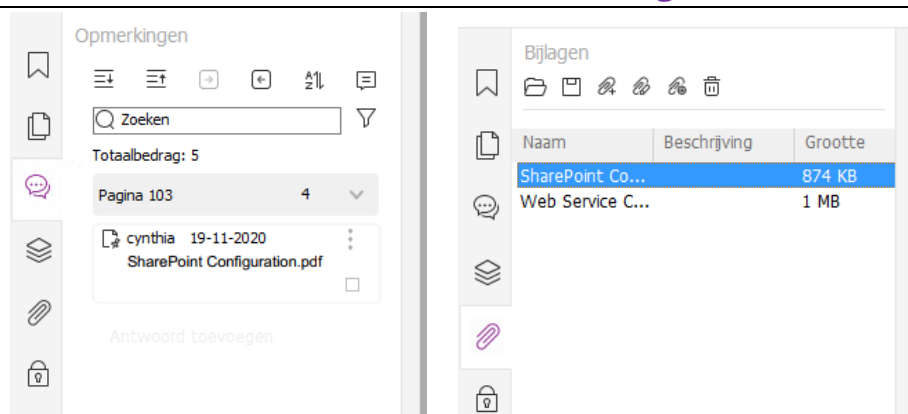 Opmerkingen
Zoeken
Totaalbedrag: 5
Pagina 103 4
cynthia 19-11-2020
SharePoint Configuration.pdf
Antwoord toevoegen
Bijlagen
Naam Beschrijving Grootte
SharePoint Co... 874 KB
Web Service C... 1 MB